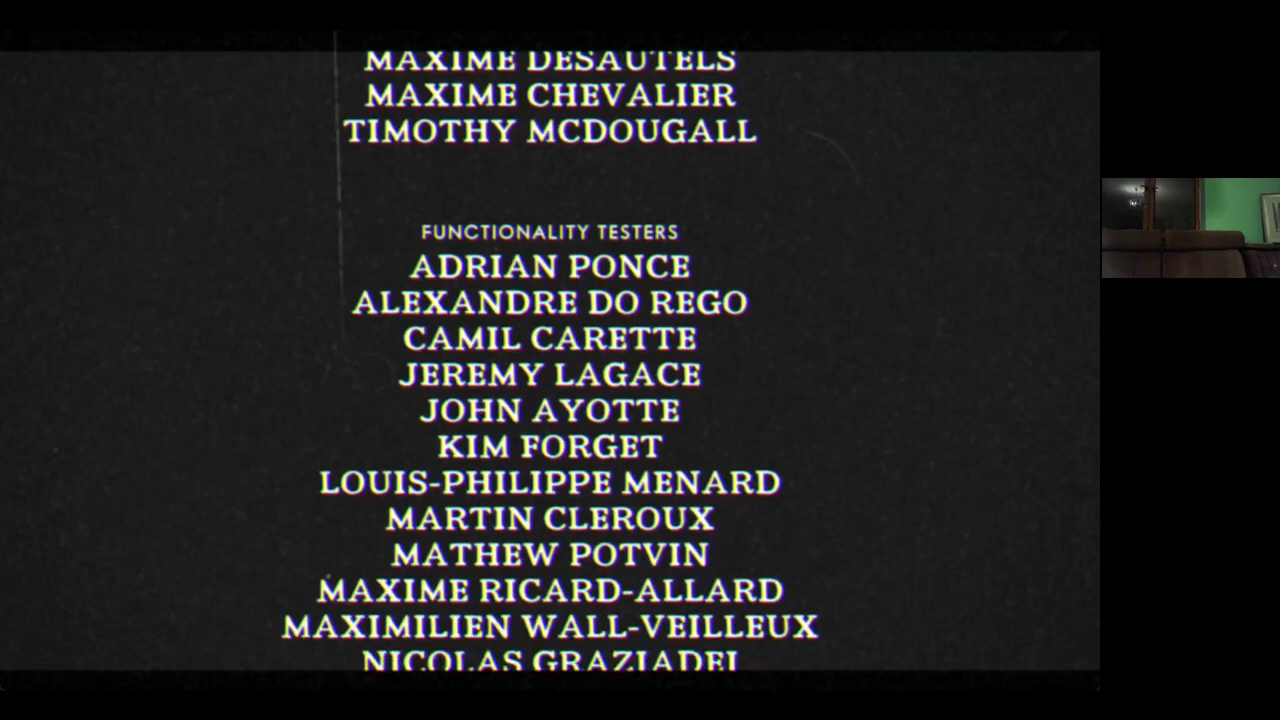 MAXIME DESAUTELS
MAXIME CHEVALIER
TIMOTHY MCDOUGALL
FUNCTIONALITY TESTERS
ADRIAN PONCE
ALEXANDRE DO REGO
CAMIL CARETTE
JEREMY LAGACE
JOHN AYOTTE
KIM FORGET
LOUIS-PHILIPPE MENARD
MARTIN CLEROUX
MATHEW POTVIN
MAXIME RICARD-ALLARD
MAXIMILIEN WALL-VEILLEUX
NICOLAS GRAZIADEI